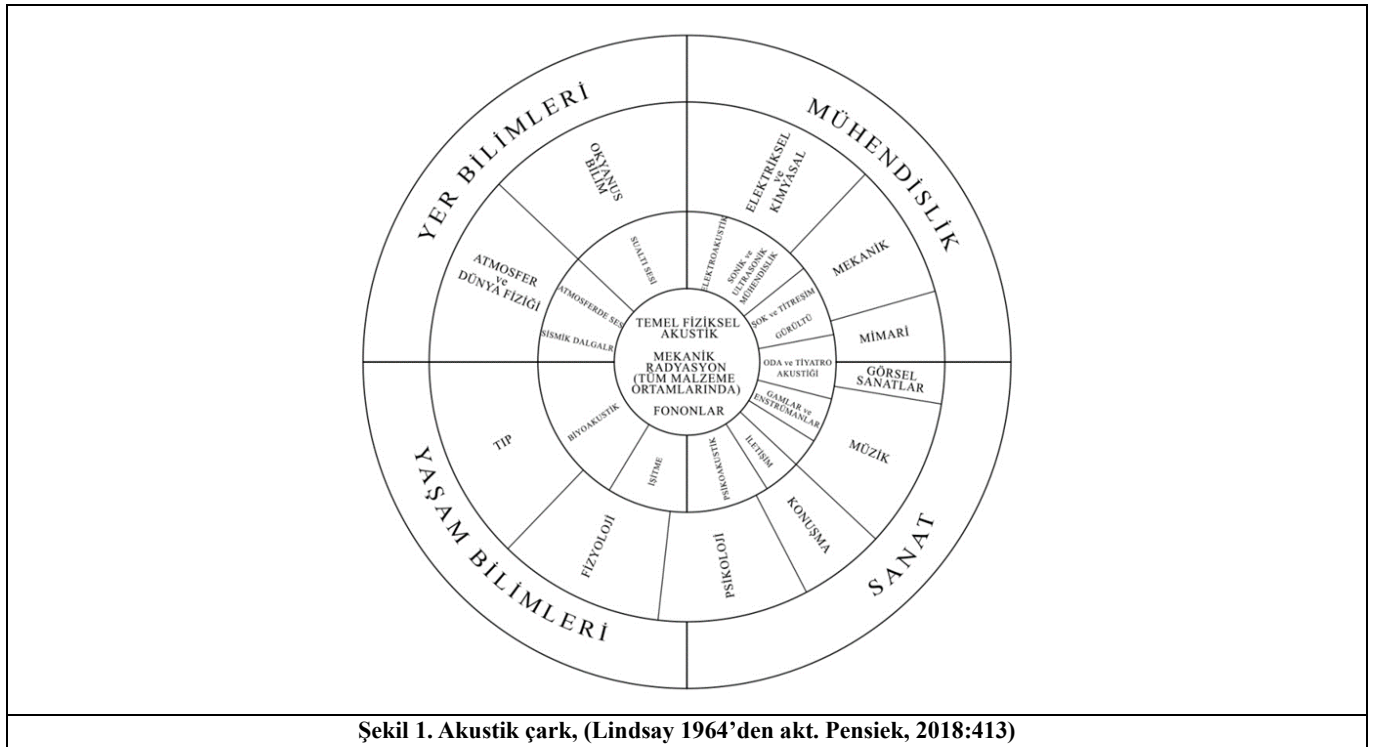 YER BİLİMLERİ
MÜHENDİSLİK
SANAT
YAŞAM BİLİMLERİ
OKYANUS
BİLİM
ATMOSFER
ve
DÜNYA FİZİĞİ
ELEKTRİKSEL
ve
KİMYASAL
MEKANİK
MİMARİ
GÖRSEL
SANATLAR
MÜZİK
KONUŞMA
PSİKOLOJİ
FİZYOLOJİ
TIP
SUALTI SESİ
ATMOSFERDE SES
SİSMİK DALGALR
ELEKTROAKUSTİK
SONİK ve
ULTRASONİK
MÜHENDİSLİK
ŞOK ve TİTREŞİM
GÜRÜLTÜ
ODA ve TİYATRO
AKUSTİĞİ
GAMLAR ve
ENSTRÜMANLAR
İLETİŞİM
PSİKOAKUSTİK
İŞİTME
BİYOAKUSTİK
TEMEL FİZİKSEL
AKUSTİK
MEKANİK
RADYASYON
(TÜM MALZEME
ORTAMLARINDA)
FONONLAR
Şekil 1. Akustik çark, (Lindsay 1964’den akt. Pensiek, 2018:413)